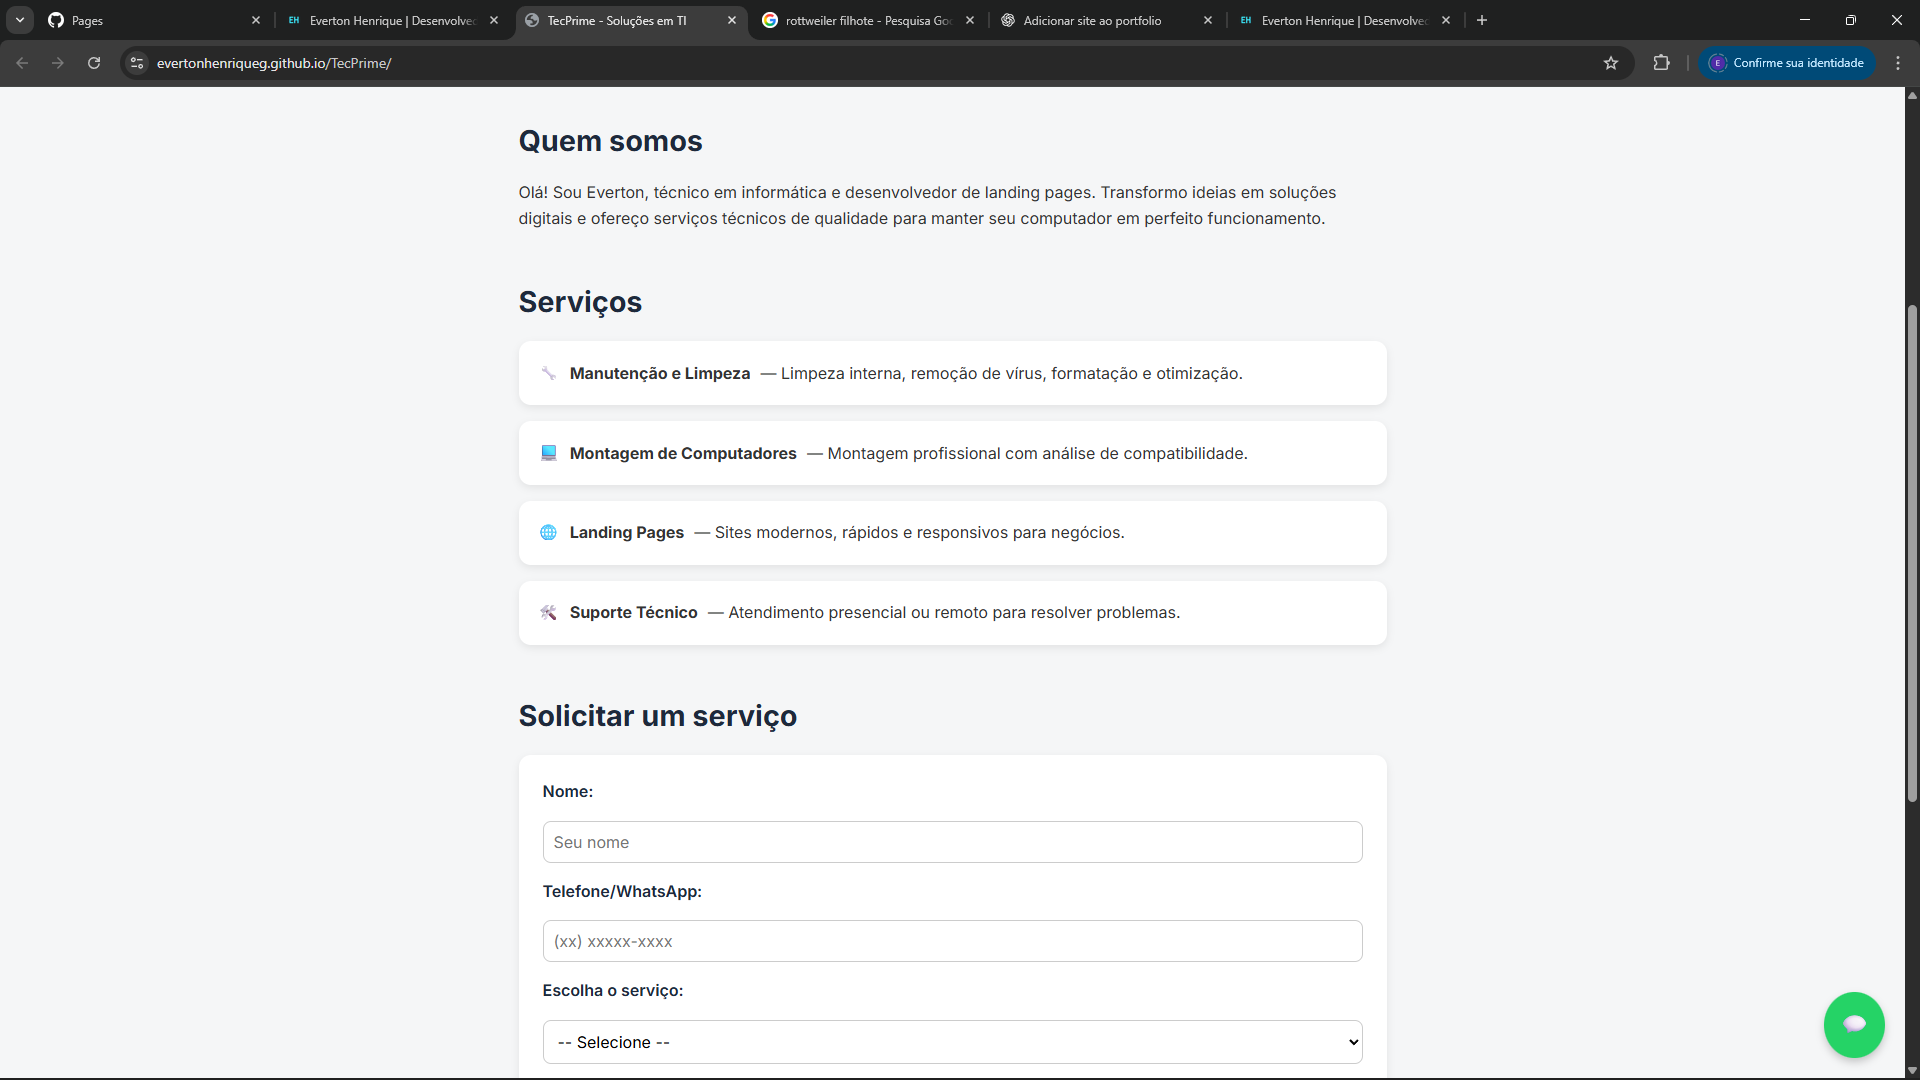 Pages
Everton Henrique | Desenvolvec
TecPrime - Soluções em TI
rottweiler filhote - Pesquisa Goo
Adicionar site ao portfolio
Everton Henrique | Desenvolvec
evertonhenriqueg.github.io/TecPrime/
Confirme sua identidade
Quem somos
Olá! Sou Everton, técnico em informática e desenvolvedor de landing pages. Transformo ideias em soluções
digitais e ofereço serviços técnicos de qualidade para manter seu computador em perfeito funcionamento.
Serviços
Manutenção e Limpeza — Limpeza interna, remoção de vírus, formatação e otimização.
Montagem de Computadores — Montagem profissional com análise de compatibilidade.
Landing Pages — Sites modernos, rápidos e responsivos para negócios.
Suporte Técnico — Atendimento presencial ou remoto para resolver problemas.
Solicitar um serviço
Nome:
Seu nome
Telefone/WhatsApp:
(xx) xxxxx-xxxx
Escolha o serviço:
-- Selecione --